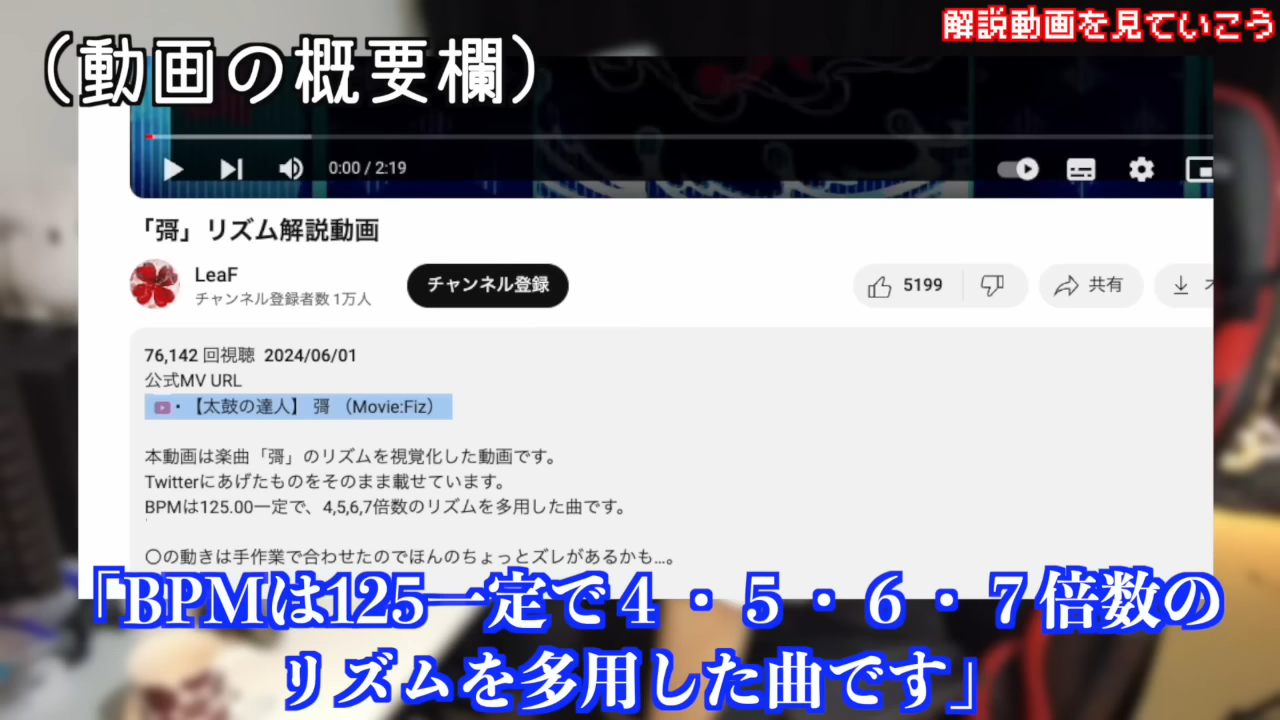 解説動画を見ていこう
（動画の概要欄）
0:00 / 2:19
「彁」リズム解説動画
LeaF
チャンネル登録者数 1万人
チャンネル登録
5199
共有
76,142 回視聴 2024/06/01
公式MV URL
・【太鼓の達人】 彁 （Movie:Fiz）
本動画は楽曲「彁」のリズムを視覚化した動画です。
Twitterにあげたものをそのまま載せています。
BPMは125.00一定で、4,5,6,7倍数のリズムを多用した曲です。
〇の動きは手作業で合わせたのでほんのちょっとズレがあるかも...。
「BPMは125一定で４・５・６・７倍数の
リズムを多用した曲です」